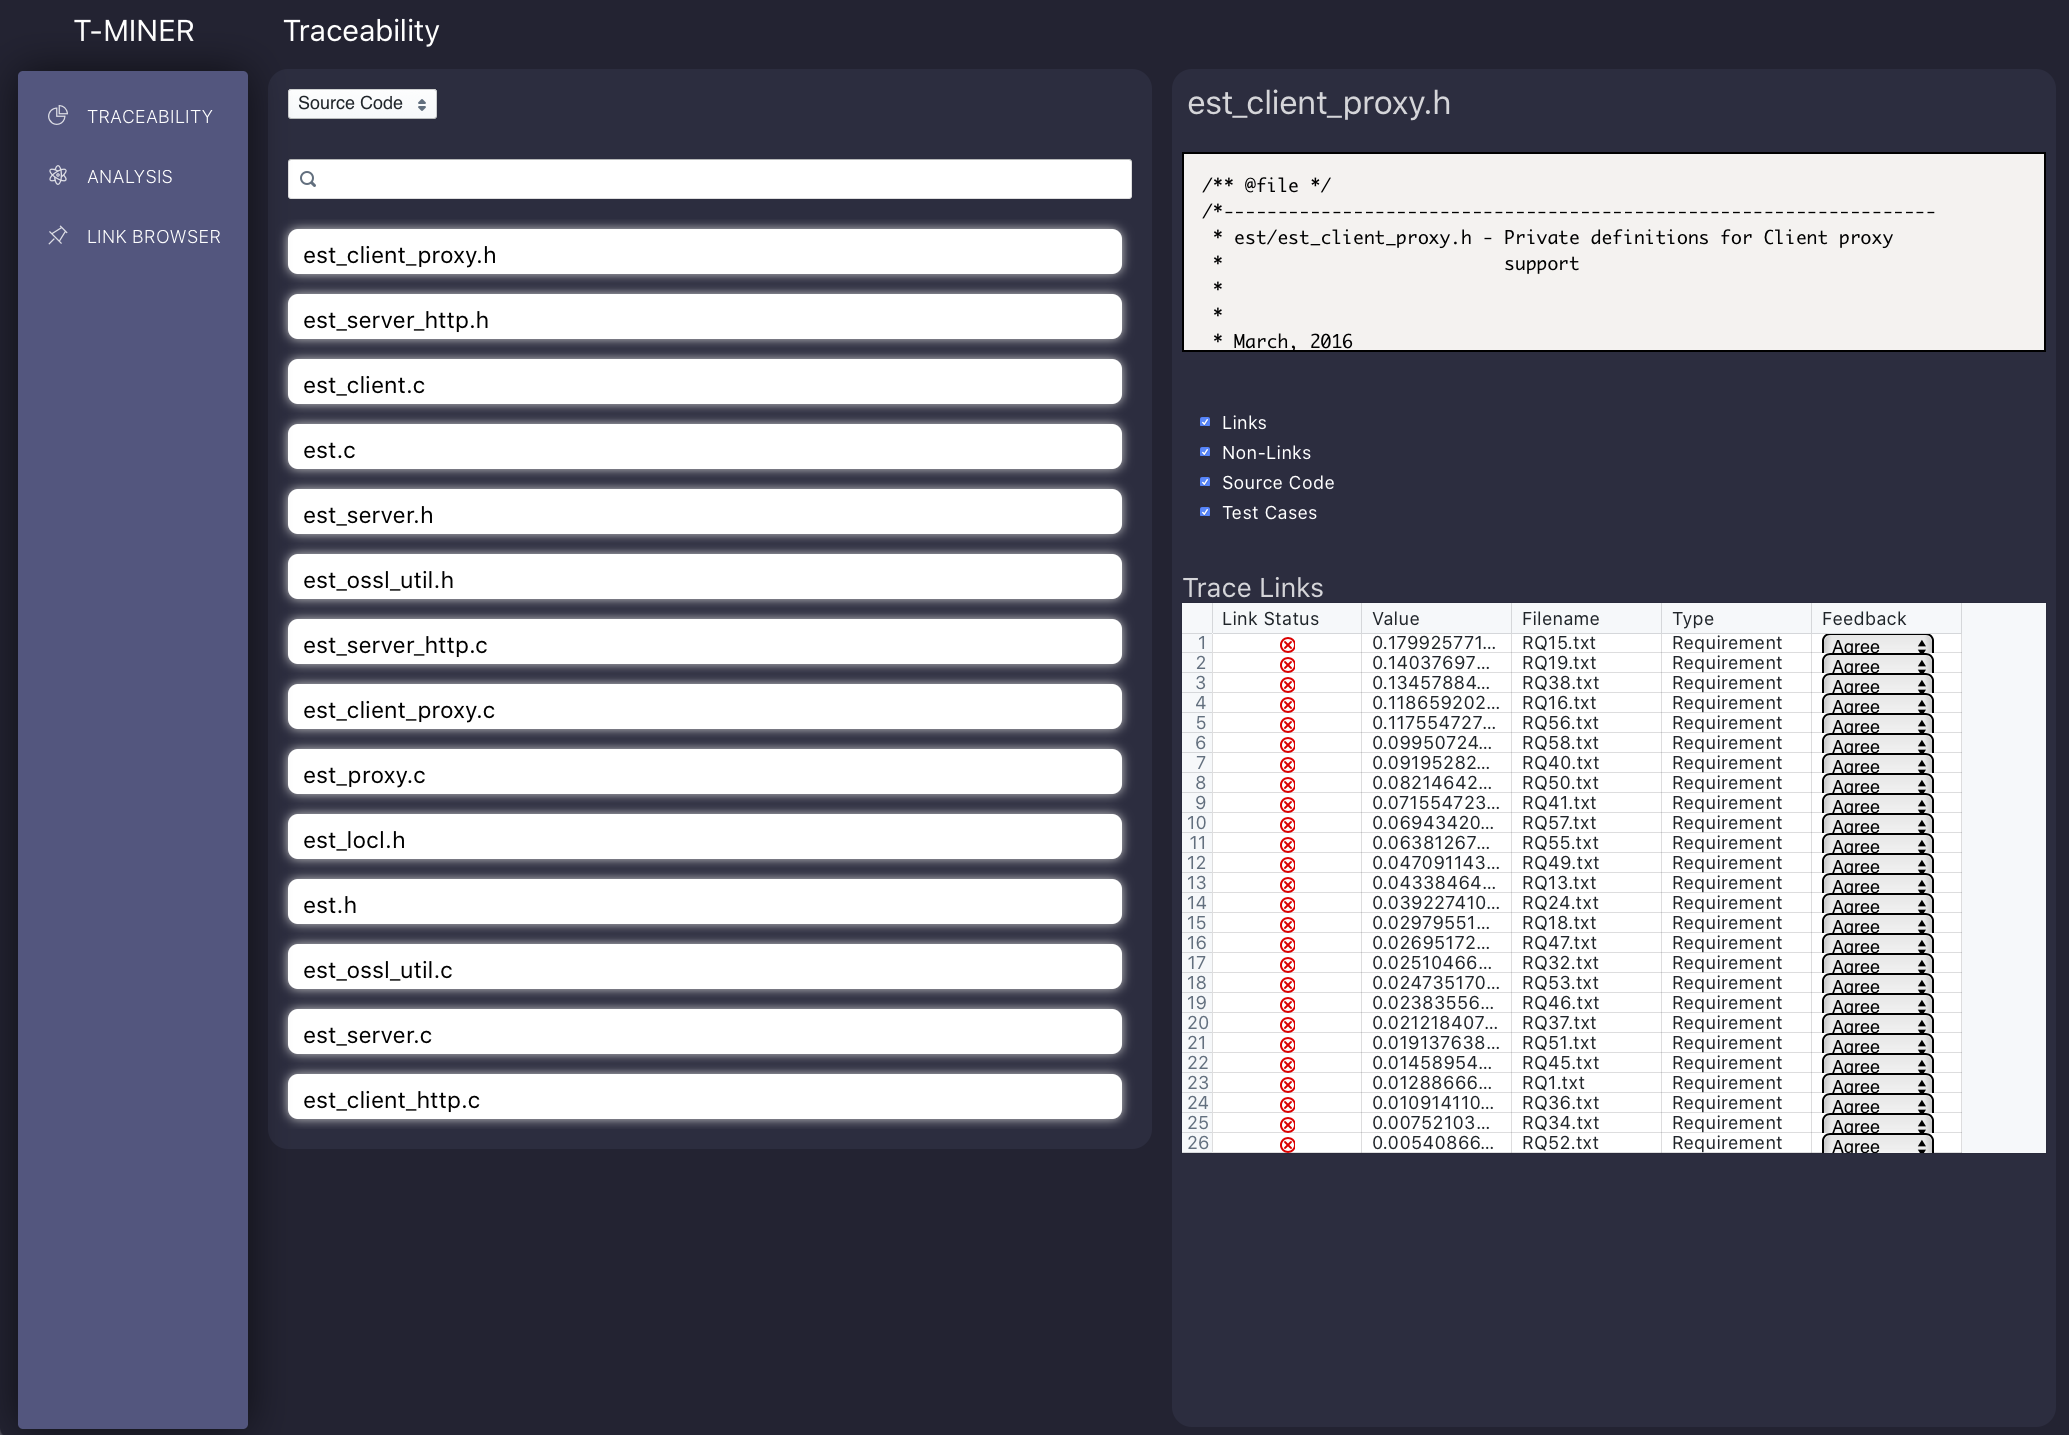 T-MINER
Traceability
TRACEABILITY
ANALYSIS
LINK BROWSER
Source Code
est_client_proxy.h
est_server_http.h
est_client.c
est.c
est_server.h
est_ossl_util.h
est_server_http.c
est_client_proxy.c
est_proxy.c
est_locl.h
est.h
est_ossl_util.c
est_server.c
est_client_http.c
est_client_proxy.h
/** @file */
/*------------------------------------------------------------------
* est/est_client_proxy.h - Private definitions for Client proxy
* support
*
*
* March, 2016
Links
Non-Links
Source Code
Test Cases
Trace Links
Link Status Value Filename Type Feedback
1 0.179925771... RQ15.txt Requirement Agree
2 0.14037697... RQ19.txt Requirement Agree
3 0.13457884... RQ38.txt Requirement Agree
4 0.118659202... RQ16.txt Requirement Agree
5 0.117554727... RQ56.txt Requirement Agree
6 0.09950724... RQ58.txt Requirement Agree
7 0.09195282... RQ40.txt Requirement Agree
8 0.08214642... RQ50.txt Requirement Agree
9 0.071554723... RQ41.txt Requirement Agree
10 0.06943420... RQ57.txt Requirement Agree
11 0.06381267... RQ55.txt Requirement Agree
12 0.047091143... RQ49.txt Requirement Agree
13 0.04338464... RQ13.txt Requirement Agree
14 0.039227410... RQ24.txt Requirement Agree
15 0.02979551... RQ18.txt Requirement Agree
16 0.02695172... RQ47.txt Requirement Agree
17 0.02510466... RQ32.txt Requirement Agree
18 0.024735170... RQ53.txt Requirement Agree
19 0.02383556... RQ46.txt Requirement Agree
20 0.021218407... RQ37.txt Requirement Agree
21 0.019137638... RQ51.txt Requirement Agree
22 0.01458954... RQ45.txt Requirement Agree
23 0.01288666... RQ1.txt Requirement Agree
24 0.010914110... RQ36.txt Requirement Agree
25 0.00752103... RQ34.txt Requirement Agree
26 0.00540866... RQ52.txt Requirement Agree